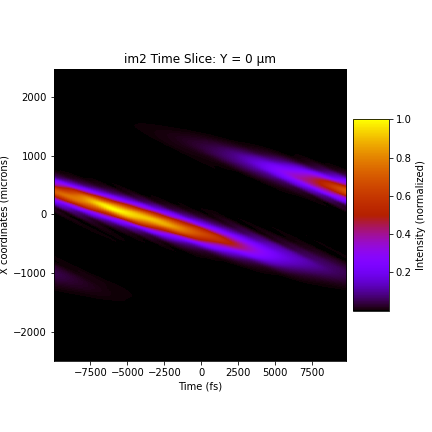 im2 Time Slice: Y = 0 µm
X coordinates (microns)
2000
1000
0
−1000
−2000
−7500 −5000 −2500 0 2500 5000 7500
Time (fs)
1.0
0.8
0.6
0.4
0.2
Intensity (normalized)